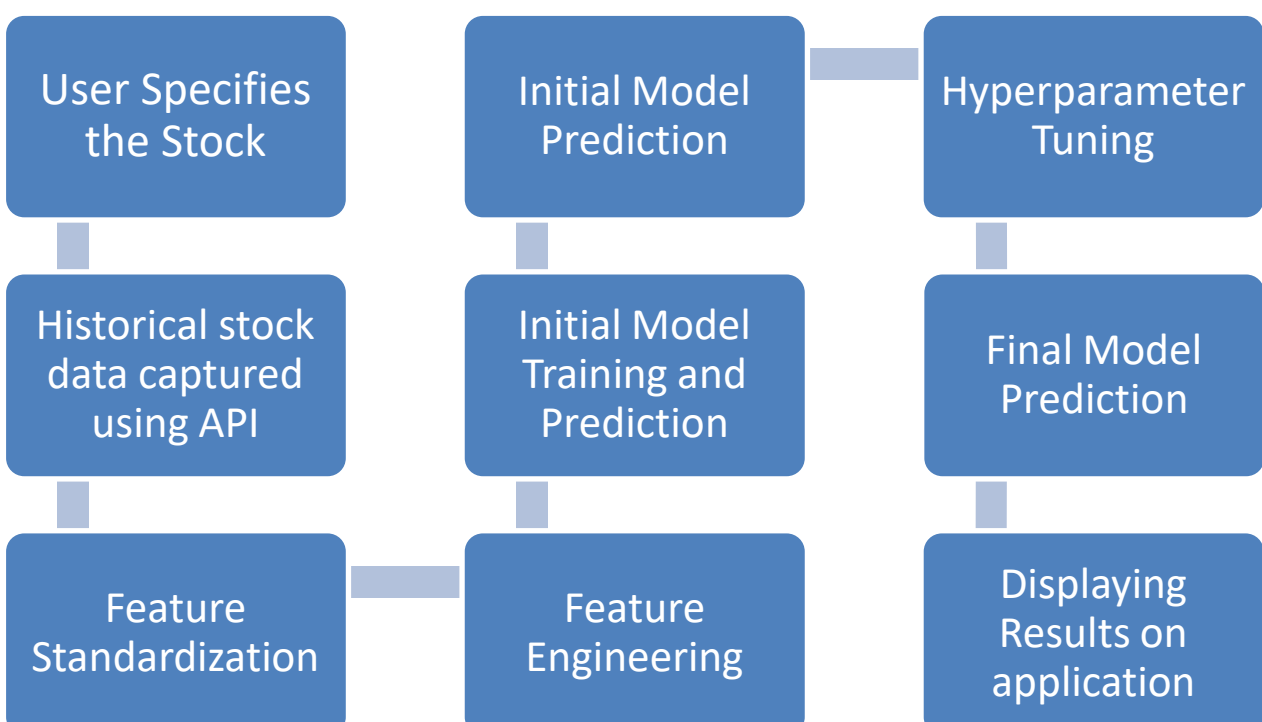 User Specifies
the Stock
Historical stock
data captured
using API
Feature
Standardization
Feature
Engineering
Initial Model
Training and
Prediction
Initial Model
Prediction
Hyperparameter
Tuning
Final Model
Prediction
Displaying
Results on
application